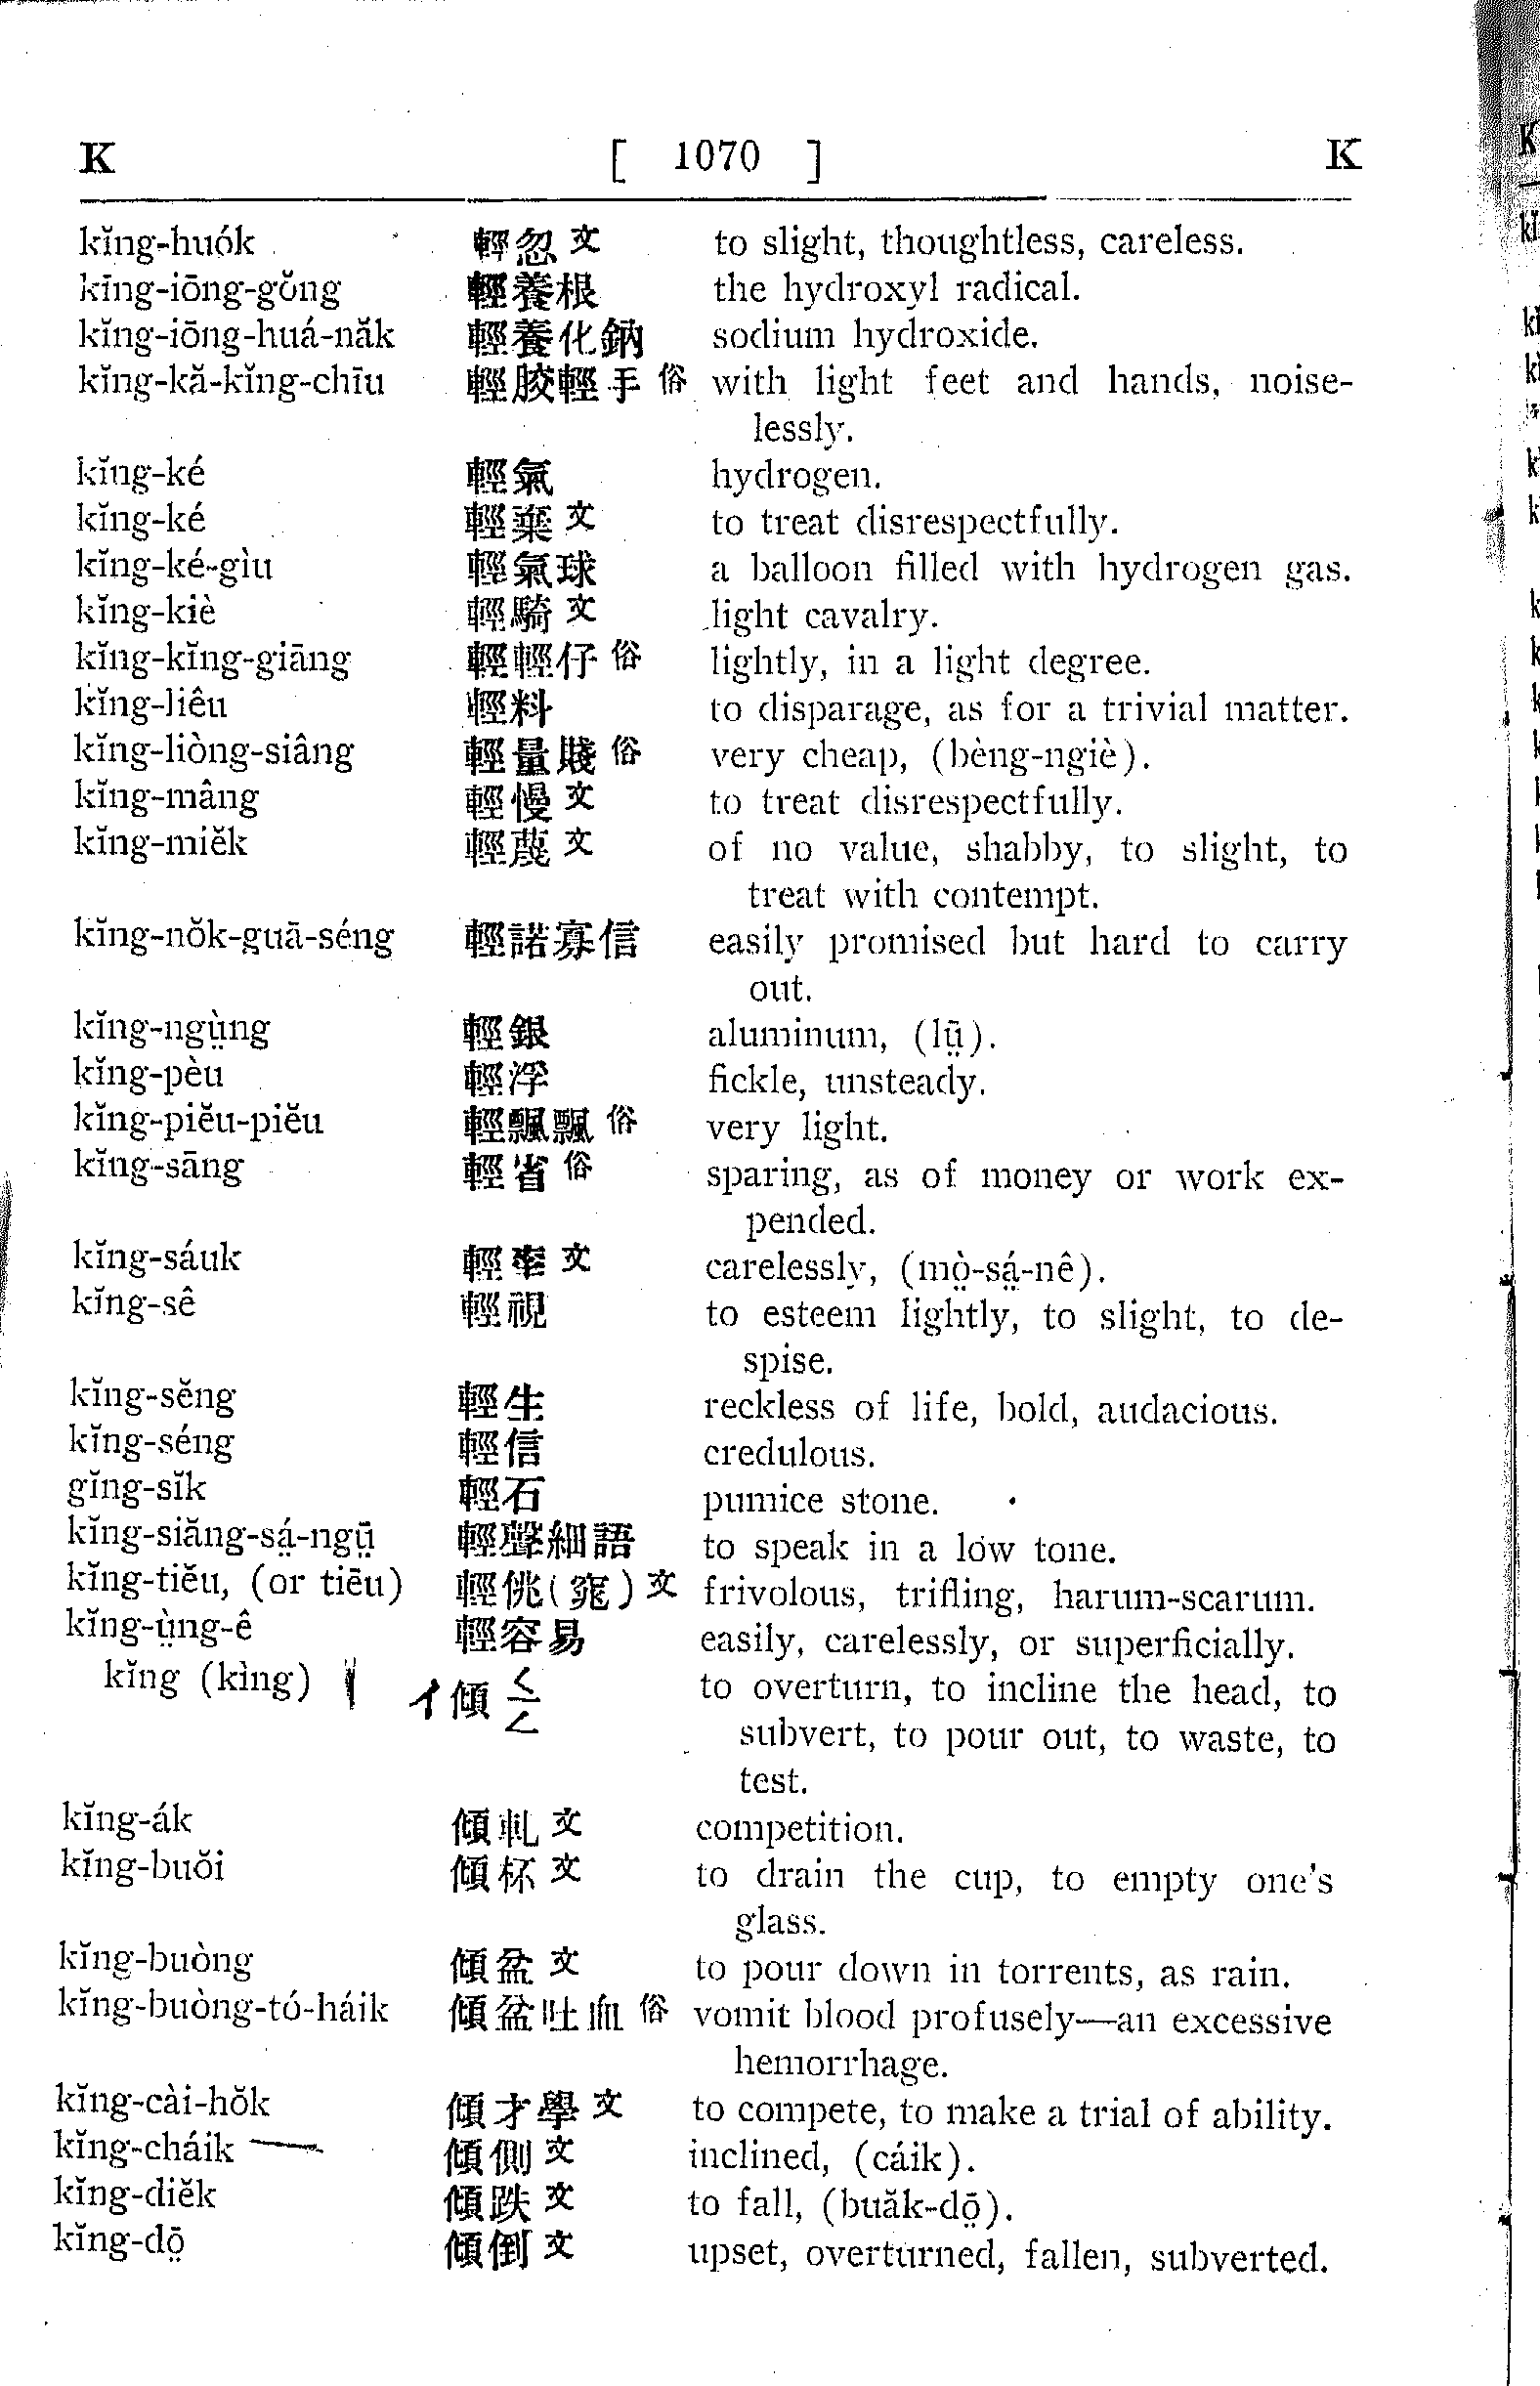 K [ 1070 ] K
kĭng-huók 輕忽文 to slight, thoughtless, careless.
kĭng-iōng-gŏng 輕養根 the hydroxyl radical.
kĭng-iōng-huá-năk 輕養化鈉 sodium hydroxide.
kĭng-kă-kĭng-chīu 輕胶輕手俗 with light feet and hands, noise-
lessly.
kĭng-ké 輕氣 hydrogen.
kĭng-ké 輕棄文 to treat disrespectfully.
kĭng-ké-gìu 輕氣球 a balloon filled with hydrogen gas.
kĭng-kiè 輕騎文 light cavalry.
kĭng-kĭng-giāng 輕輕仔俗 lightly, in a light degree.
kĭng-liêu 輕料 to disparage, as for a trivial matter.
kĭng-liòng-siâng 輕量賤俗 very cheap, (bèng-ngiè).
kĭng-mâng 輕慢文 to treat disrespectfully.
kĭng-miĕk 輕蔑文 of no value, shabby, to slight, to
treat with contempt.
kĭng-nŏk-guā-séng 輕諾寡信 easily promised but hard to carry
out.
kĭng-ngṳ̀ng 輕銀 aluminum, (lṳ̄).
kĭng-pèu 輕浮 fickle, unsteady.
kĭng-piĕu-piĕu 輕飄飄俗 very light.
kĭng-sāng 輕省俗 sparing, as of money or work ex-
pended.
kĭng-sáuk 輕率文 carelessly, (mò̤-sá̤-nê).
kĭng-sê 輕視 to esteem lightly, to slight, to de-
spise.
kĭng-sĕng 輕生 reckless of life, bold, audacious.
kĭng-séng 輕信 credulous.
gĭng-sĭk 輕石 pumice stone.
kĭng-siăng-sá̤-ngṳ̄ 輕聲細語 to speak in a low tone.
kĭng-tiĕu, (or tiēu) 輕佻(窕)文 frivolous, trifling, harum-scarum.
kĭng-ṳ̀ng-ê 輕容易 easily, carelessly, or superficially.
kĭng (kìng) 亻傾ㄑㄧㄥ to overturn, to incline the head, to
subvert, to pour out, to waste, to
test.
kĭng-ák 傾軋文 competition.
kĭng-buŏi 傾杯文 to drain the cup, to empty one's
glass.
kĭng-buòng 傾盆文 to pour down in torrents, as rain.
kĭng-buòng-tó-háik 傾盆吐血俗 vomit blood profusely—an excessive
hemorrhage.
kĭng-cài-hŏk 傾才學文 to compete, to make a trial of ability.
kĭng-cháik 傾側文 inclined, (cáik).
kĭng-diĕk 傾跌文 to fall, (buăk-dō̤).
kĭng-dō̤ 傾倒文 upset, overturned, fallen, subverted.